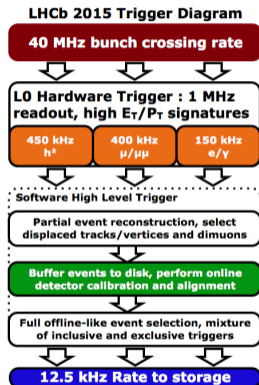 LHCb 2015 Trigger Diagram
40 MHz bunch crossing rate
L0 Hardware Trigger : 1 MHz
readout, high ET/PT signatures
450 kHz
h±
400 kHz
μ/μμ
150 kHz
e/γ
Software High Level Trigger
Partial event reconstruction, select
displaced tracks/vertices and dimuons
Buffer events to disk, perform online
detector calibration and alignment
Full offline-like event selection, mixture
of inclusive and exclusive triggers
12.5 kHz Rate to storage